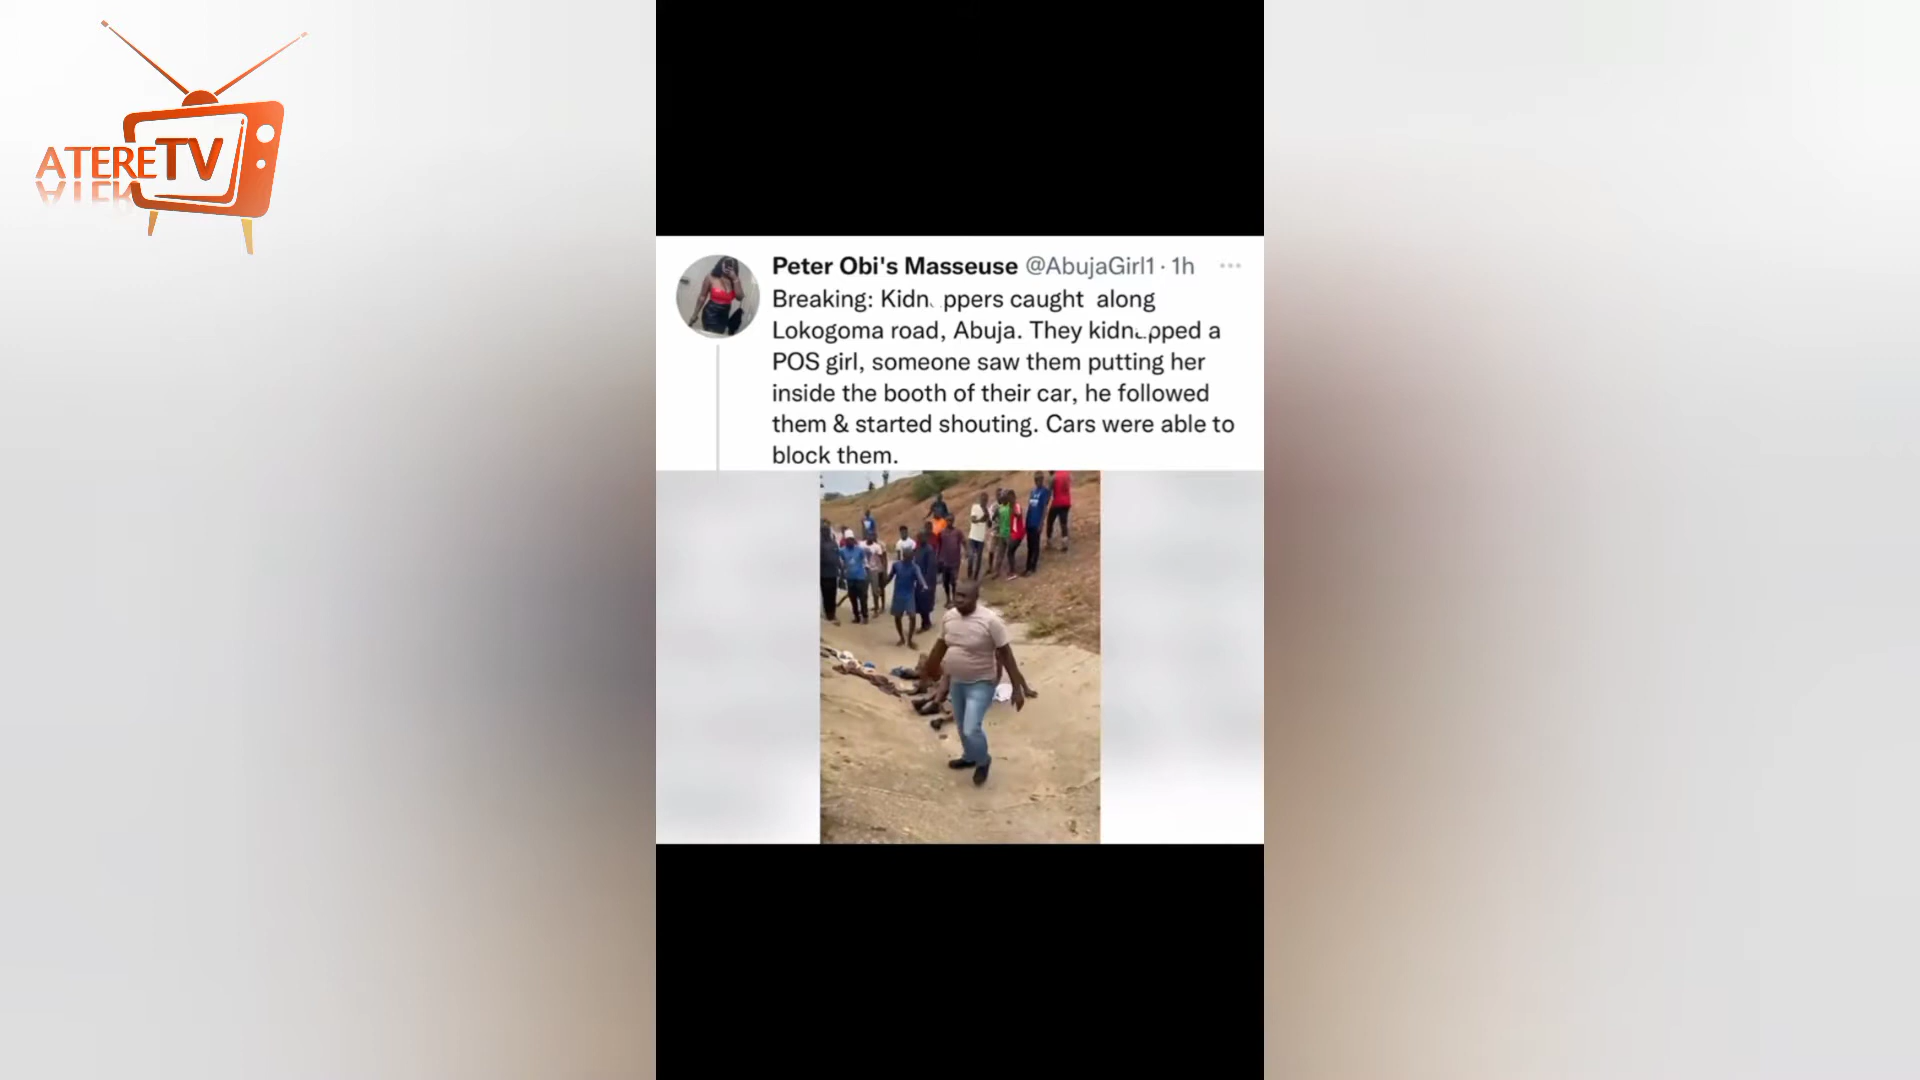 ATERETV
Peter Obi's Masseuse @AbujaGirl1 · 1h
Breaking: Kidn ppers caught along
Lokogoma road, Abuja. They kidn pped a
POS girl, someone saw them putting her
inside the booth of their car, he followed
them & started shouting. Cars were able to
block them.